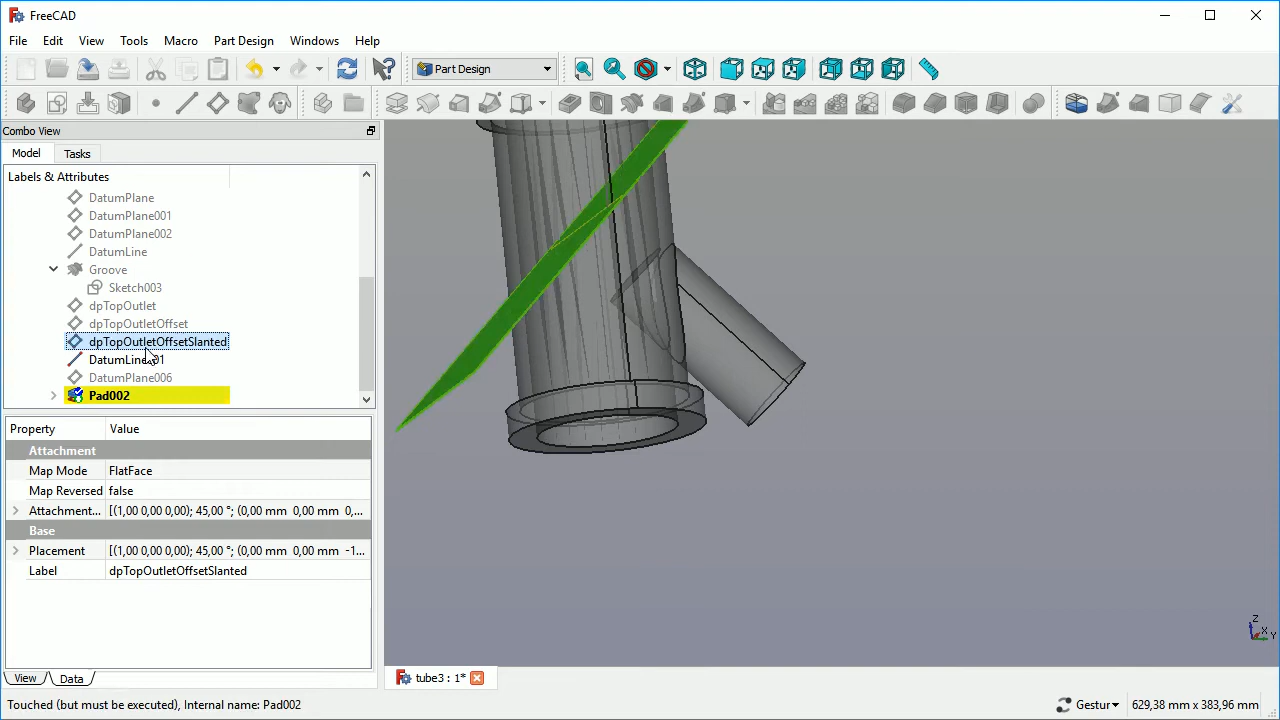 FreeCAD
File Edit View Tools Macro Part Design Windows Help
Part Design
Combo View
Model Tasks
Labels & Attributes
DatumPlane
DatumPlane001
DatumPlane002
DatumLine
Groove
Sketch003
dpTopOutlet
dpTopOutletOffset
dpTopOutletOffsetSlanted
DatumPlane006
Pad002
Property Value
Attachment
Map Mode FlatFace
Map Reversed false
Attachment... [(1,00 0,00 0,00); 45,00 °; (0,00 mm 0,00 mm 0,...
Base
Placement [(1,00 0,00 0,00); 45,00 °; (0,00 mm 0,00 mm -1...
Label dpTopOutletOffsetSlanted
View Data
tube3 : 1*
Z
X
Y
Touched (but must be executed), Internal name: Pad002
Gestur 629,38 mm x 383,96 mm